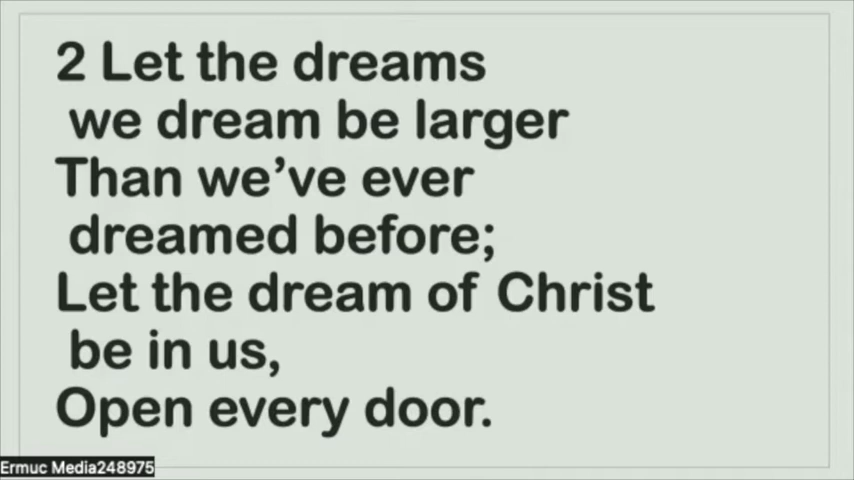 2 Let the dreams
we dream be larger
Than we’ve ever
dreamed before;
Let the dream of Christ
be in us,
Open every door.
Ermuc Media248975